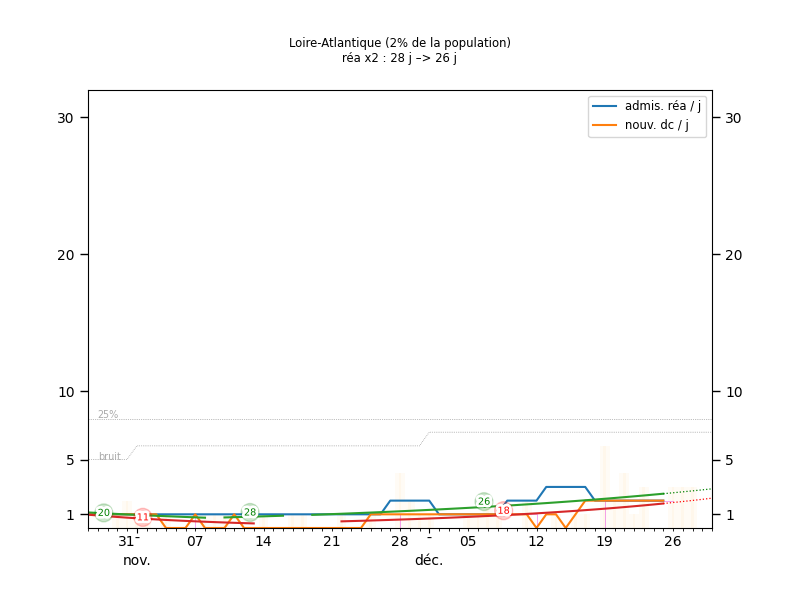 Loire-Atlantique (2% de la population)
réa x2 : 28 j –> 26 j
admis. réa / j
nouv. dc / j
30 30
20 20
10 10
25%
bruit
5 5
1 1
20 11 28 26 18
31 07 14 21 28 05 12 19 26
nov. déc.